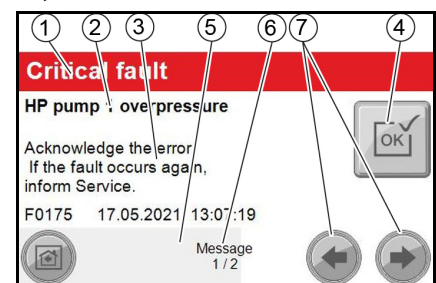 1 2 3 5 6 7 4
Critical fault
HP pump 1 overpressure
OK
Acknowledge the error
If the fault occurs again,
inform Service.
F0175 17.05.2021 13:07:19
Message
1 / 2